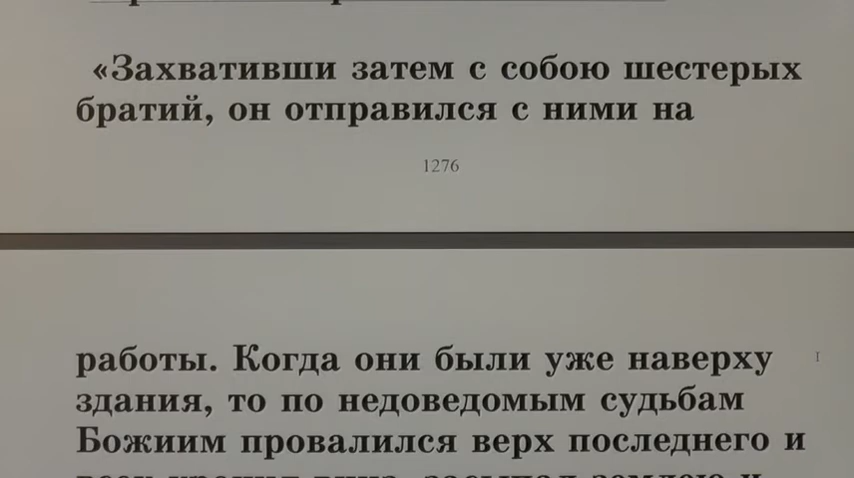 «Захвативши затем с собою шестерых
братий, он отправился с ними на
1276
работы. Когда они были уже наверху
здания, то по недоведомым судьбам
Божиим провалился верх последнего и